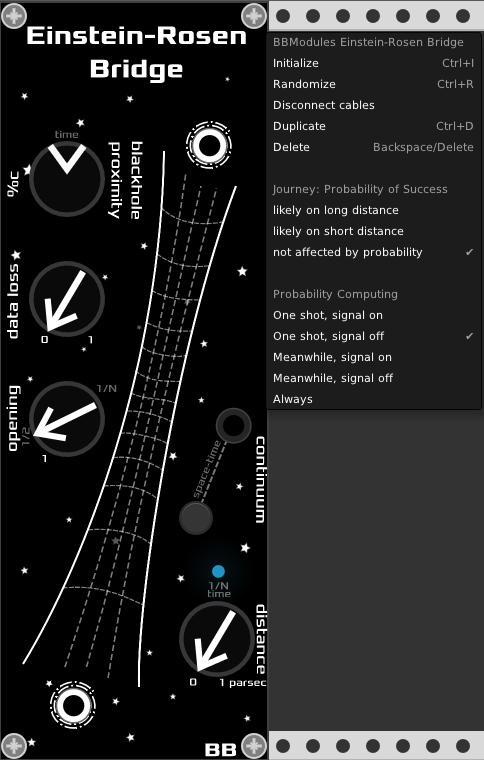 Einstein-Rosen
Bridge
time
%c
blackhole
proximity
data loss
0 1
opening
1/N
1/2
1
space-time
continuum
1/N
time
distance
0 1 parsec
BB
BBModules Einstein-Rosen Bridge
Initialize Ctrl+I
Randomize Ctrl+R
Disconnect cables
Duplicate Ctrl+D
Delete Backspace/Delete
Journey: Probability of Success
likely on long distance
likely on short distance
not affected by probability ✔
Probability Computing
One shot, signal on
One shot, signal off ✔
Meanwhile, signal on
Meanwhile, signal off
Always